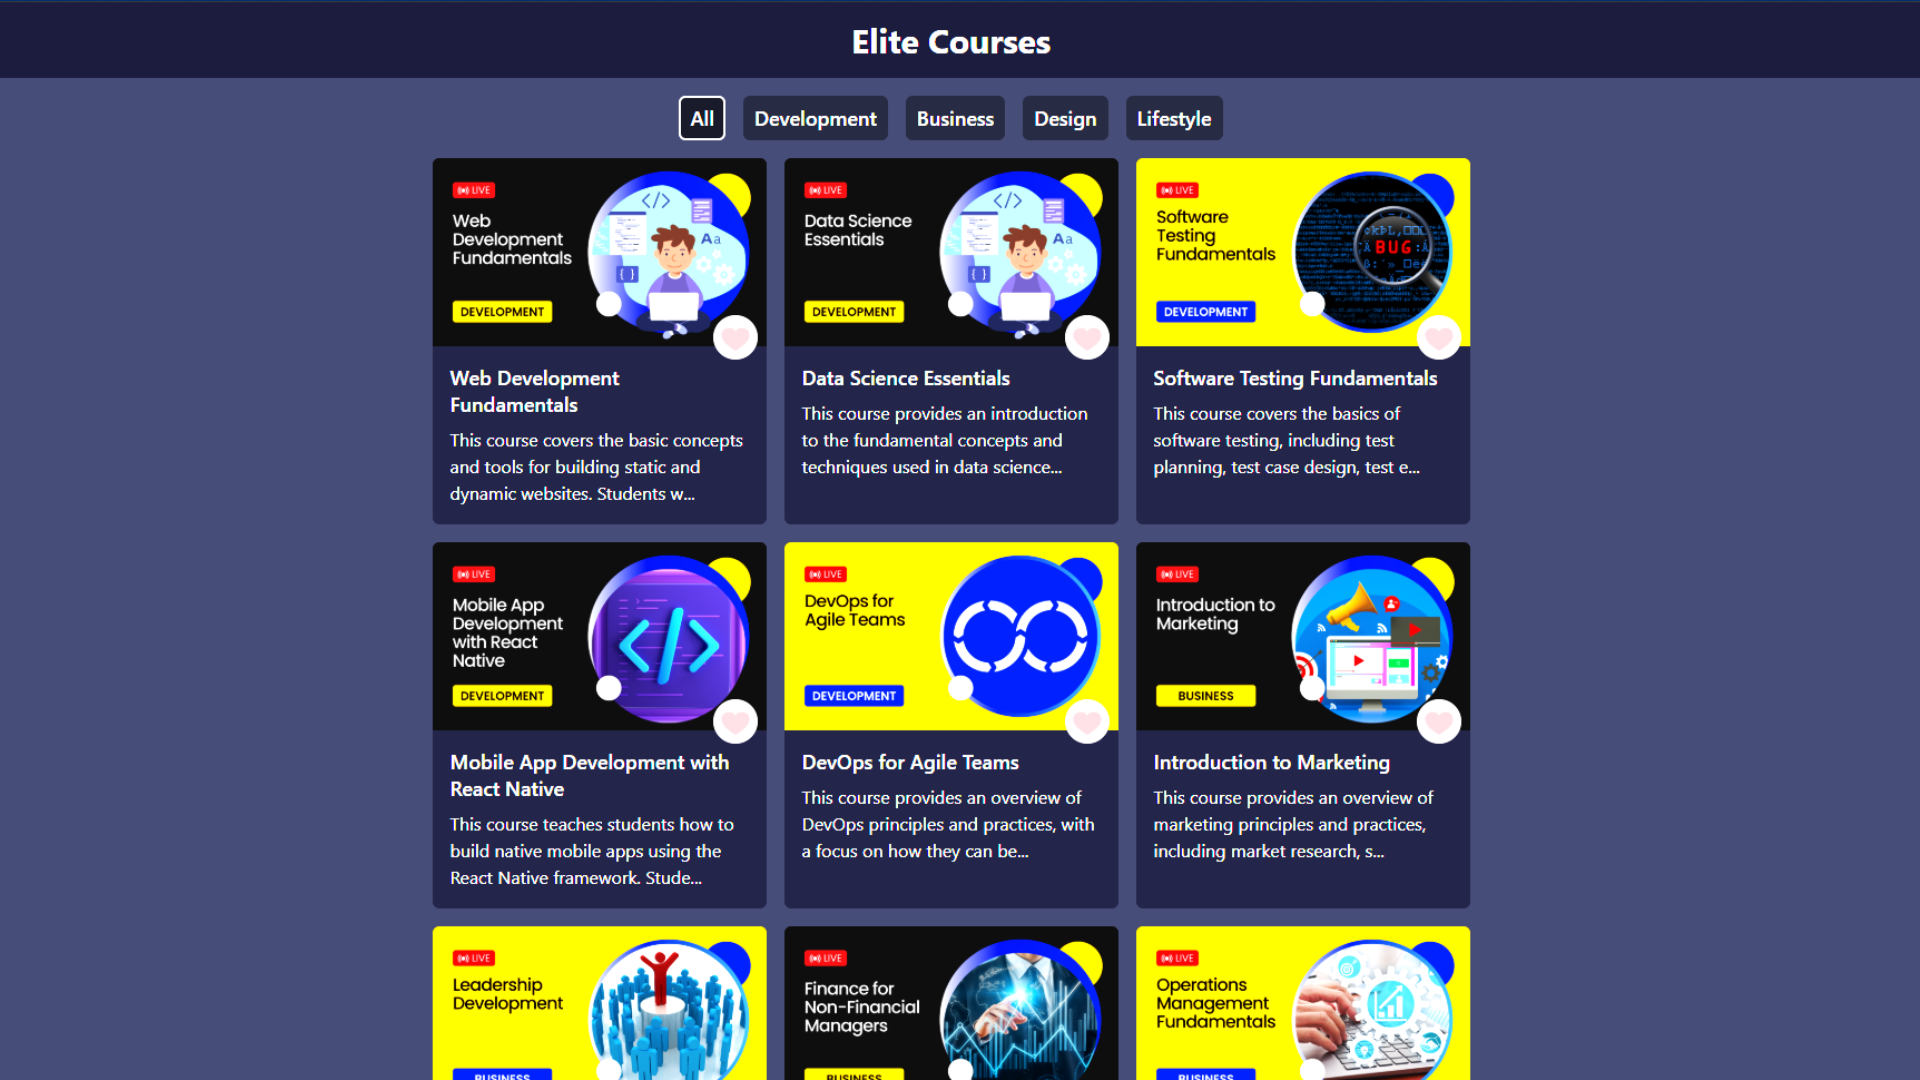 Elite Courses
All
Development
Business
Design
Lifestyle
LIVE
Web
Development
Fundamentals
DEVELOPMENT
Aa
Web Development
Fundamentals
This course covers the basic concepts
and tools for building static and
dynamic websites. Students w...
LIVE
Data Science
Essentials
DEVELOPMENT
Aa
Data Science Essentials
This course provides an introduction
to the fundamental concepts and
techniques used in data science...
LIVE
Software
Testing
Fundamentals
DEVELOPMENT
BUG
Software Testing Fundamentals
This course covers the basics of
software testing, including test
planning, test case design, test e...
LIVE
Mobile App
Development
with React
Native
DEVELOPMENT
Mobile App Development with
React Native
This course teaches students how to
build native mobile apps using the
React Native framework. Stude...
LIVE
DevOps for
Agile Teams
DEVELOPMENT
DevOps for Agile Teams
This course provides an overview of
DevOps principles and practices, with
a focus on how they can be...
LIVE
Introduction to
Marketing
BUSINESS
Introduction to Marketing
This course provides an overview of
marketing principles and practices,
including market research, s...
LIVE
Leadership
Development
BUSINESS
LIVE
Finance for
Non-Financial
Managers
BUSINESS
LIVE
Operations
Management
Fundamentals
BUSINESS